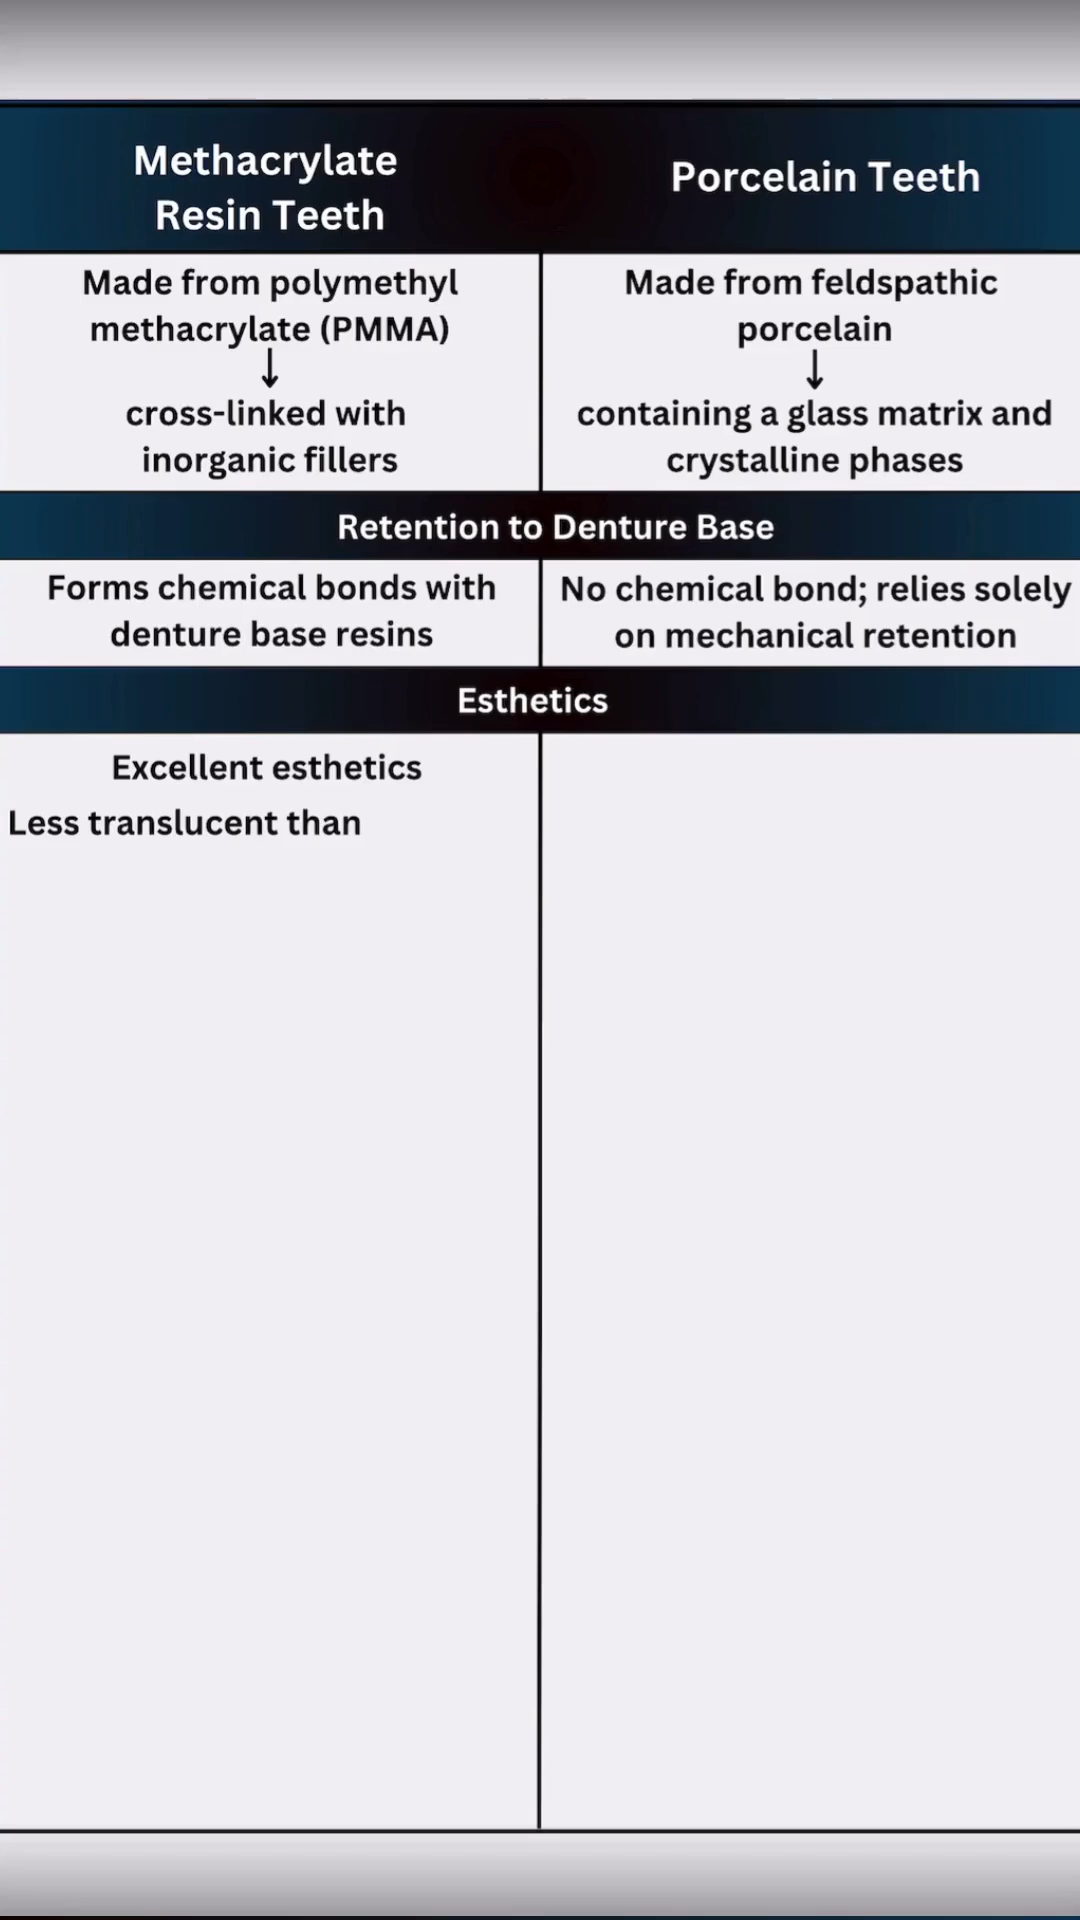 Methacrylate
Resin Teeth
Porcelain Teeth
Made from polymethyl
methacrylate (PMMA)
↓
cross-linked with
inorganic fillers
Made from feldspathic
porcelain
↓
containing a glass matrix and
crystalline phases
Retention to Denture Base
Forms chemical bonds with
denture base resins
No chemical bond; relies solely
on mechanical retention
Esthetics
Excellent esthetics
Less translucent than